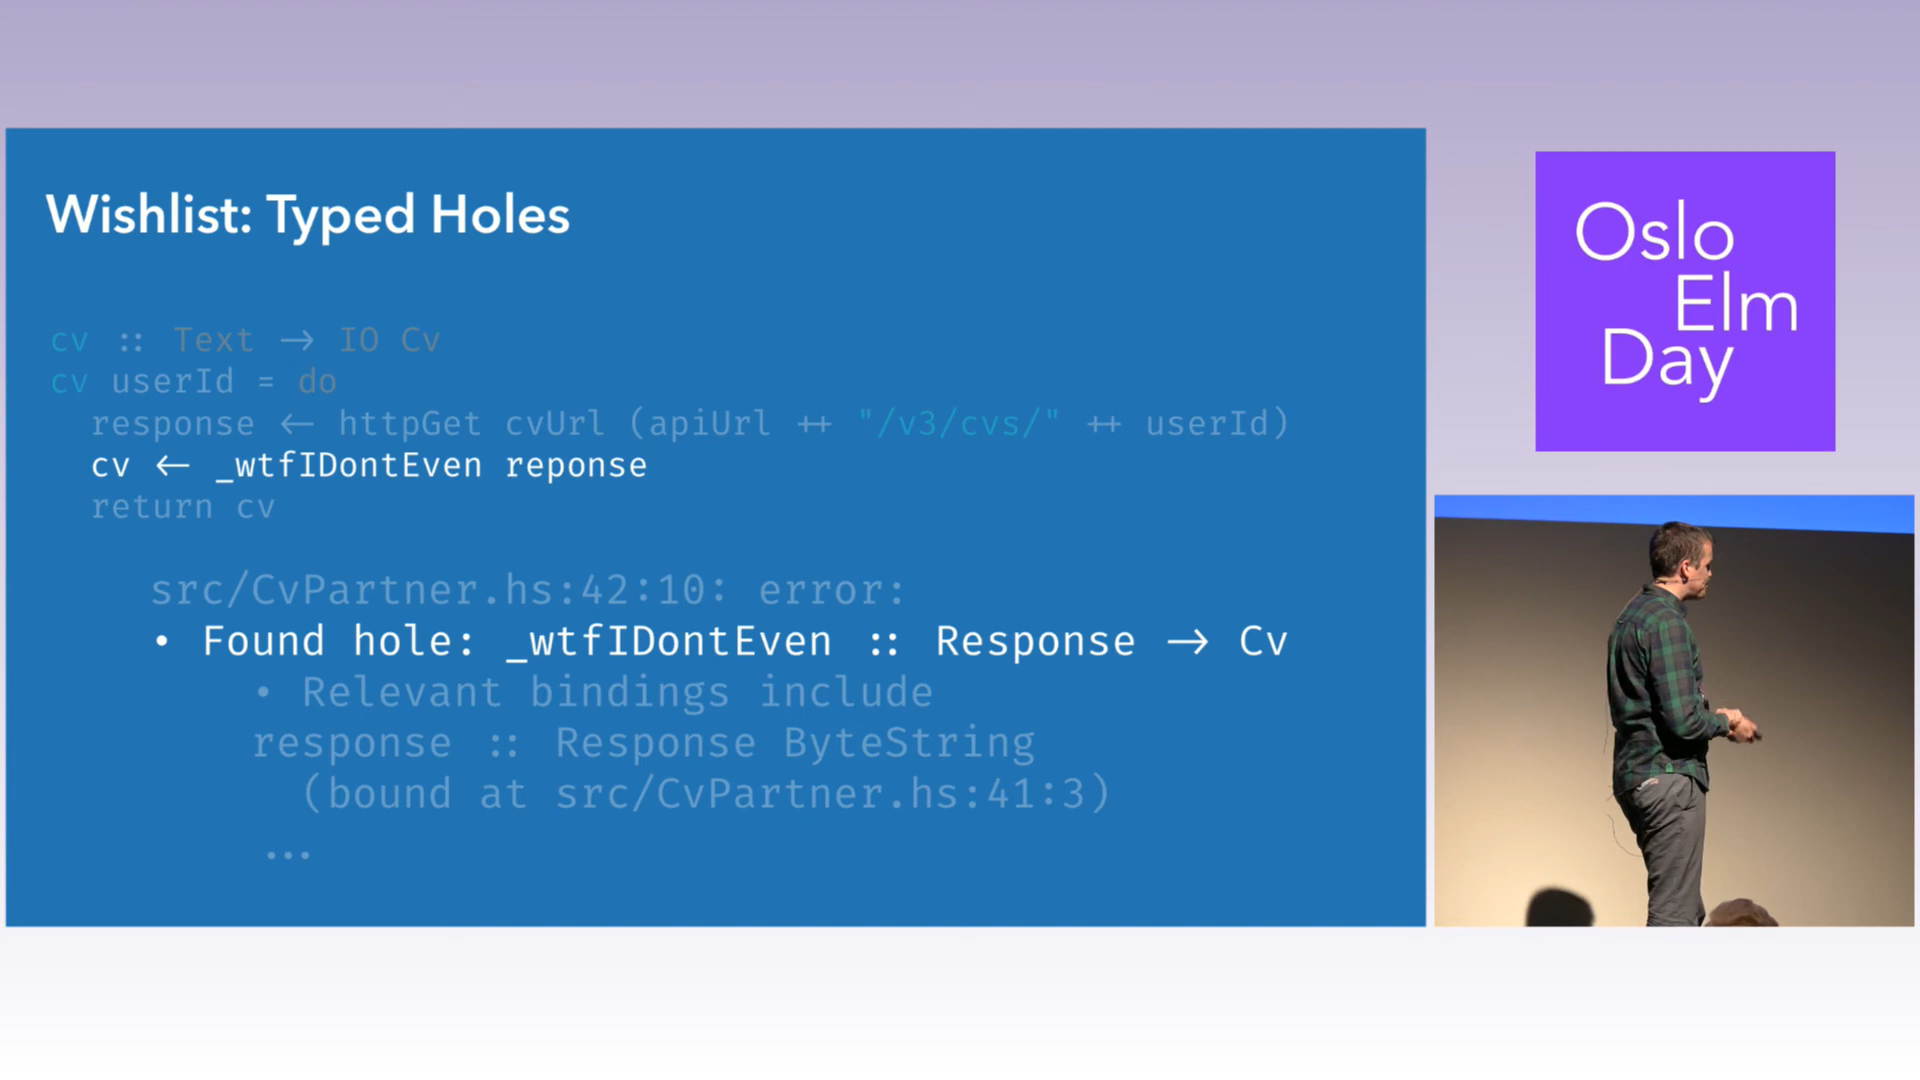 Wishlist: Typed Holes
cv :: Text → IO Cv
cv userId = do
response ← httpGet cvUrl (apiUrl ++ "/v3/cvs/" ++ userId)
cv ← _wtfIDontEven reponse
return cv
src/CvPartner.hs:42:10: error:
• Found hole: _wtfIDontEven :: Response → Cv
• Relevant bindings include
response :: Response ByteString
(bound at src/CvPartner.hs:41:3)
...
Oslo
Elm
Day